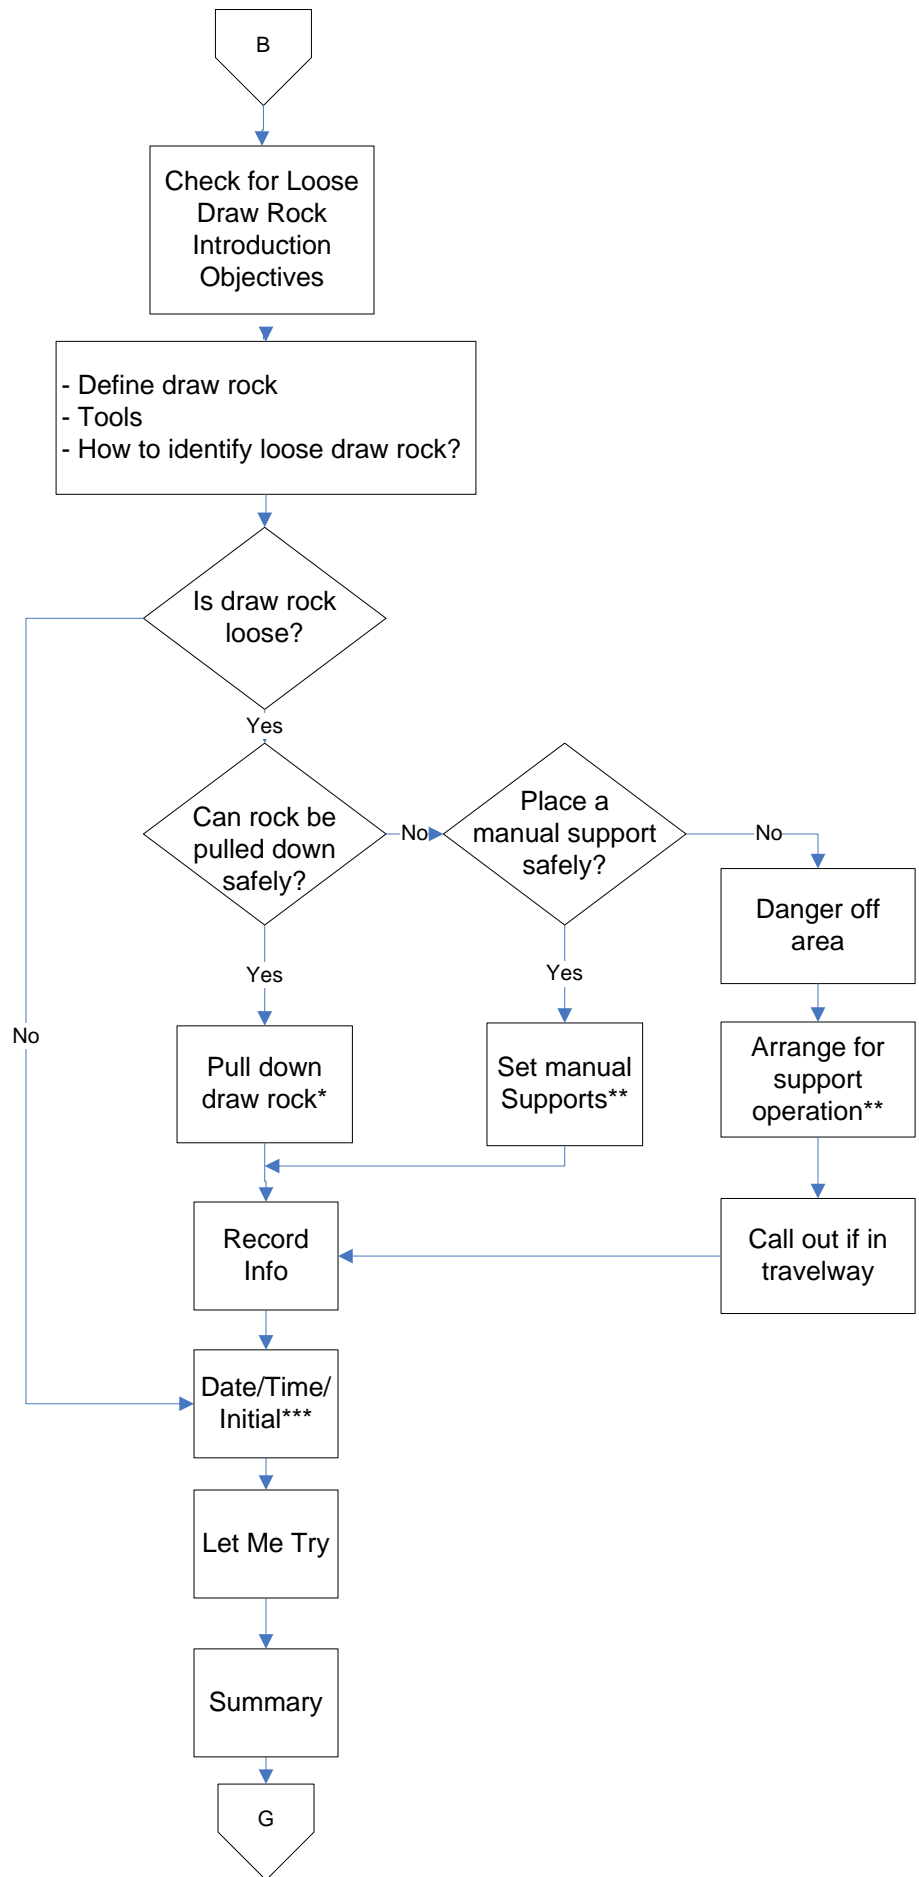 B
Check for Loose
Draw Rock
Introduction
Objectives
- Define draw rock
- Tools
- How to identify loose draw rock?
Is draw rock
loose?
Yes
Can rock be
pulled down
safely?
No
Place a
manual support
safely?
No
Danger off
area
Yes
Yes
No
Pull down
draw rock*
Set manual
Supports**
Arrange for
support
operation**
Record
Info
Call out if in
travelway
Date/Time/
Initial***
Let Me Try
Summary
G